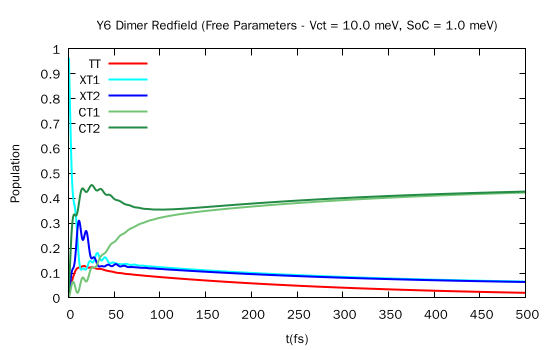 Y6 Dimer Redfield (Free Parameters - Vct = 10.0 meV, SoC = 1.0 meV)
1
0.9
0.8
0.7
0.6
0.5
0.4
0.3
0.2
0.1
0
Population
TT
XT1
XT2
CT1
CT2
0 50 100 150 200 250 300 350 400 450 500
t(fs)